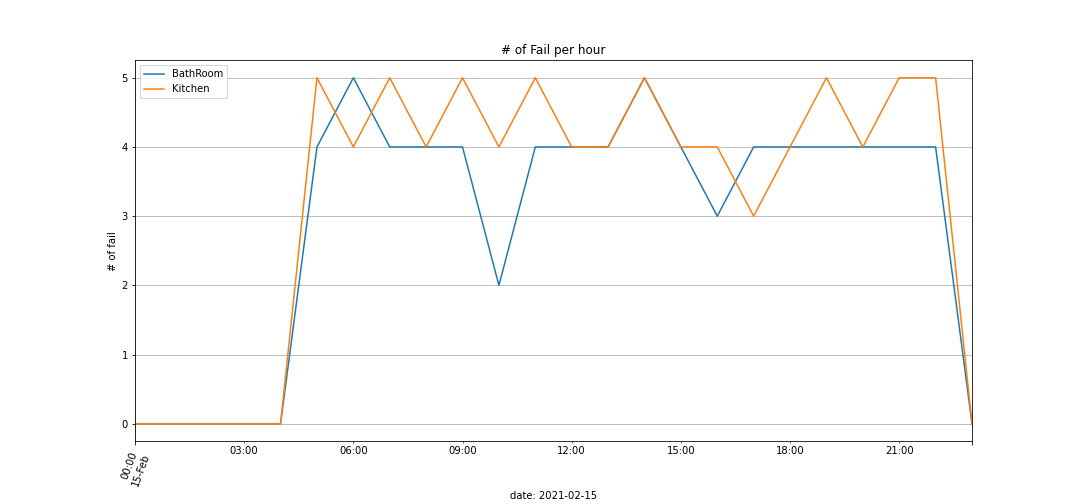 # of Fail per hour
BathRoom
Kitchen
# of fail
5
4
3
2
1
0
00:00
15-Feb
03:00
06:00
09:00
12:00
15:00
18:00
21:00
date: 2021-02-15